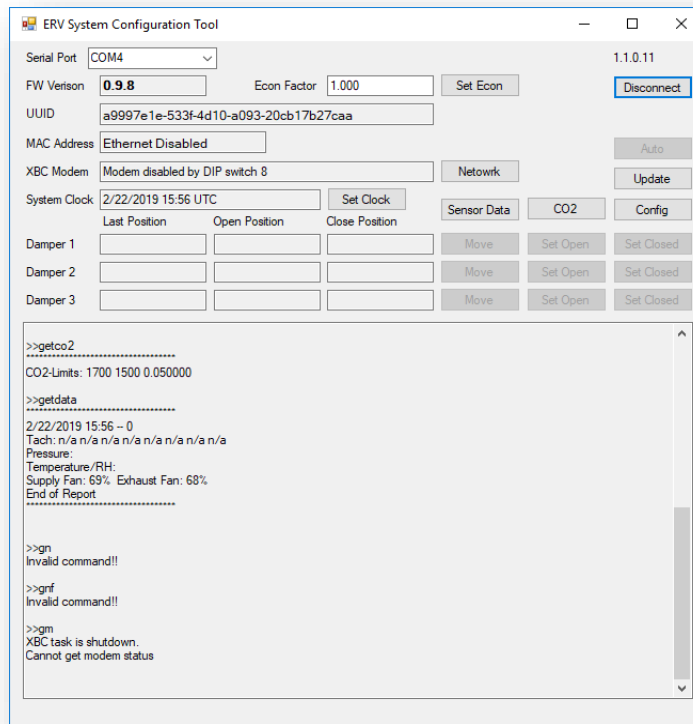 ERV System Configuration Tool
Serial Port COM4 1.1.0.11
FW Verison 0.9.8 Econ Factor 1.000 Set Econ Disconnect
UUID a9997e1e-533f-4d10-a093-20cb17b27caa
MAC Address Ethernet Disabled Auto
XBC Modem Modem disabled by DIP switch 8 Netowrk Update
System Clock 2/22/2019 15:56 UTC Set Clock Sensor Data CO2 Config
Last Position Open Position Close Position
Damper 1 Move Set Open Set Closed
Damper 2 Move Set Open Set Closed
Damper 3 Move Set Open Set Closed
>>getco2
***********************************
CO2-Limits: 1700 1500 0.050000
>>getdata
***********************************
2/22/2019 15:56 -- 0
Tach: n/a n/a n/a n/a n/a n/a n/a n/a
Pressure:
Temperature/RH:
Supply Fan: 69% Exhaust Fan: 68%
End of Report
***********************************
>>gn
Invalid command!!
>>gnf
Invalid command!!
>>gm
XBC task is shutdown.
Cannot get modem status